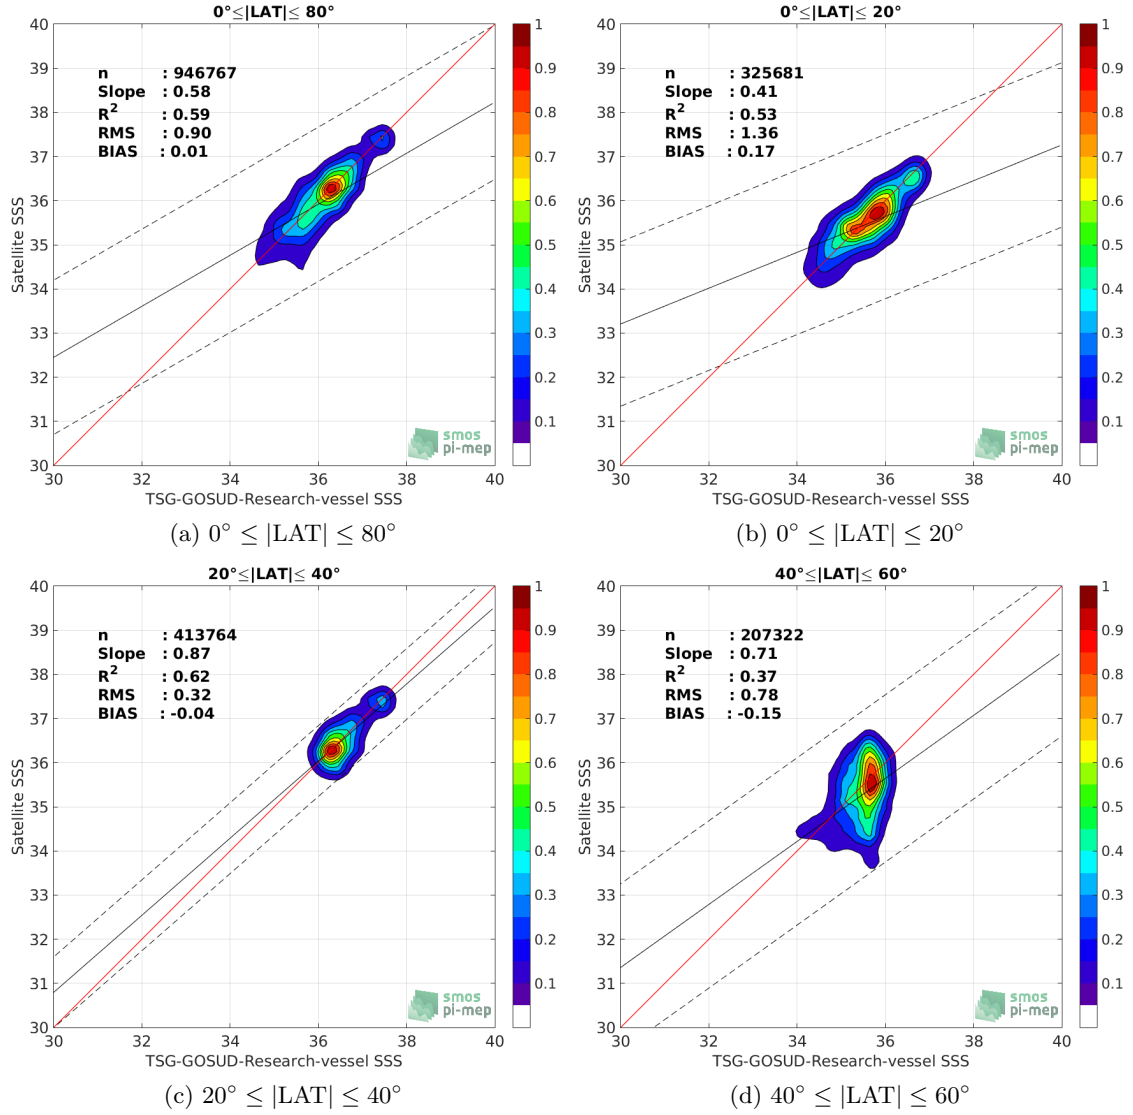 0°≤|LAT|≤ 80°
n : 946767
Slope : 0.58
R² : 0.59
RMS : 0.90
BIAS : 0.01
Satellite SSS
40
39
38
37
36
35
34
33
32
31
30
30 32 34 36 38 40
TSG-GOSUD-Research-vessel SSS
1
0.9
0.8
0.7
0.6
0.5
0.4
0.3
0.2
0.1
smos
pi-mep
(a) 0° ≤ |LAT| ≤ 80°
0°≤|LAT|≤ 20°
n : 325681
Slope : 0.41
R² : 0.53
RMS : 1.36
BIAS : 0.17
Satellite SSS
40
39
38
37
36
35
34
33
32
31
30
30 32 34 36 38 40
TSG-GOSUD-Research-vessel SSS
1
0.9
0.8
0.7
0.6
0.5
0.4
0.3
0.2
0.1
smos
pi-mep
(b) 0° ≤ |LAT| ≤ 20°
20°≤|LAT|≤ 40°
n : 413764
Slope : 0.87
R² : 0.62
RMS : 0.32
BIAS : -0.04
Satellite SSS
40
39
38
37
36
35
34
33
32
31
30
30 32 34 36 38 40
TSG-GOSUD-Research-vessel SSS
1
0.9
0.8
0.7
0.6
0.5
0.4
0.3
0.2
0.1
smos
pi-mep
(c) 20° ≤ |LAT| ≤ 40°
40°≤|LAT|≤ 60°
n : 207322
Slope : 0.71
R² : 0.37
RMS : 0.78
BIAS : -0.15
Satellite SSS
40
39
38
37
36
35
34
33
32
31
30
30 32 34 36 38 40
TSG-GOSUD-Research-vessel SSS
1
0.9
0.8
0.7
0.6
0.5
0.4
0.3
0.2
0.1
smos
pi-mep
(d) 40° ≤ |LAT| ≤ 60°